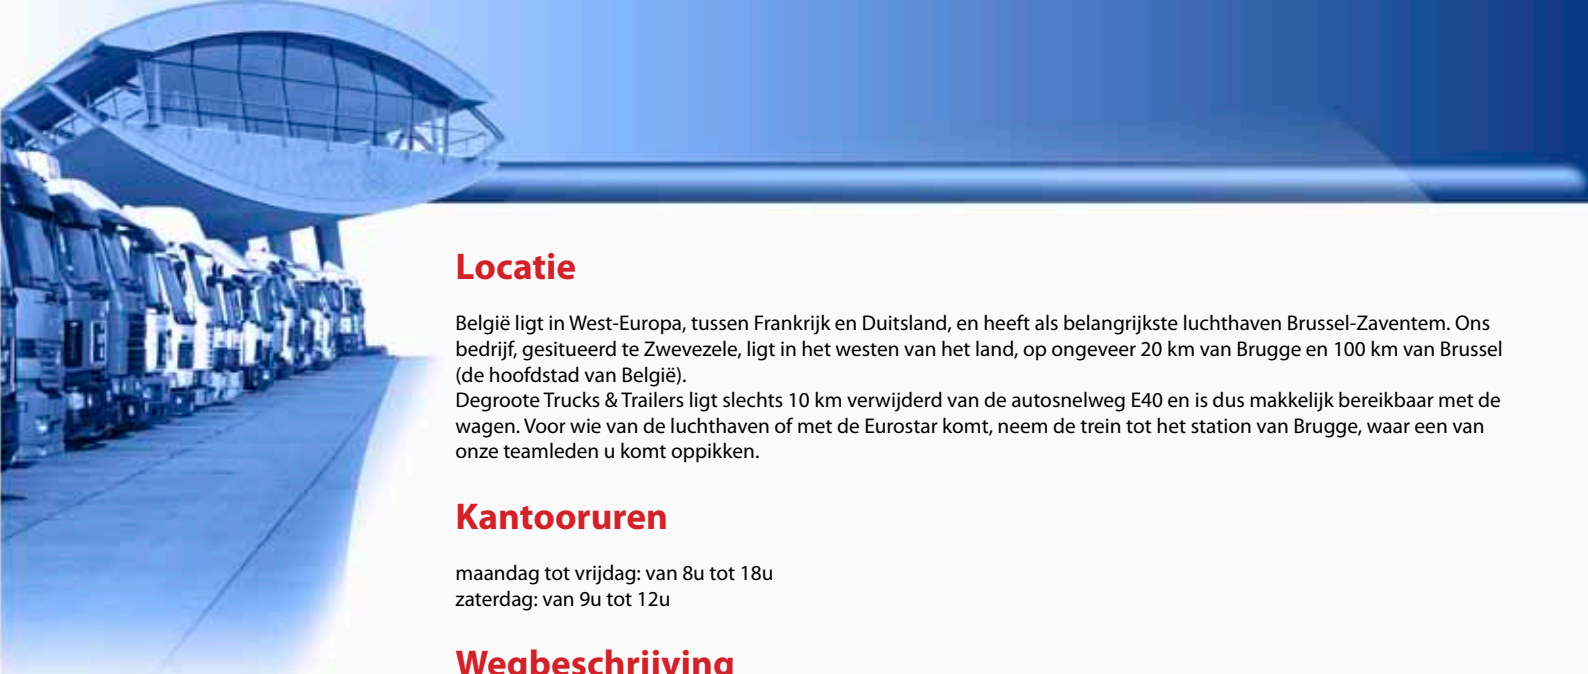 Locatie
België ligt in West-Europa, tussen Frankrijk en Duitsland, en heeft als belangrijkste luchthaven Brussel-Zaventem. Ons
bedrijf, gesitueerd te Zwevezele, ligt in het westen van het land, op ongeveer 20 km van Brugge en 100 km van Brussel
(de hoofdstad van België).
Degroote Trucks & Trailers ligt slechts 10 km verwijderd van de autosnelweg E40 en is dus makkelijk bereikbaar met de
wagen. Voor wie van de luchthaven of met de Eurostar komt, neem de trein tot het station van Brugge, waar een van
onze teamleden u komt oppikken.
Kantooruren
maandag tot vrijdag: van 8u tot 18u
zaterdag: van 9u tot 12u
Wegbeschrijving